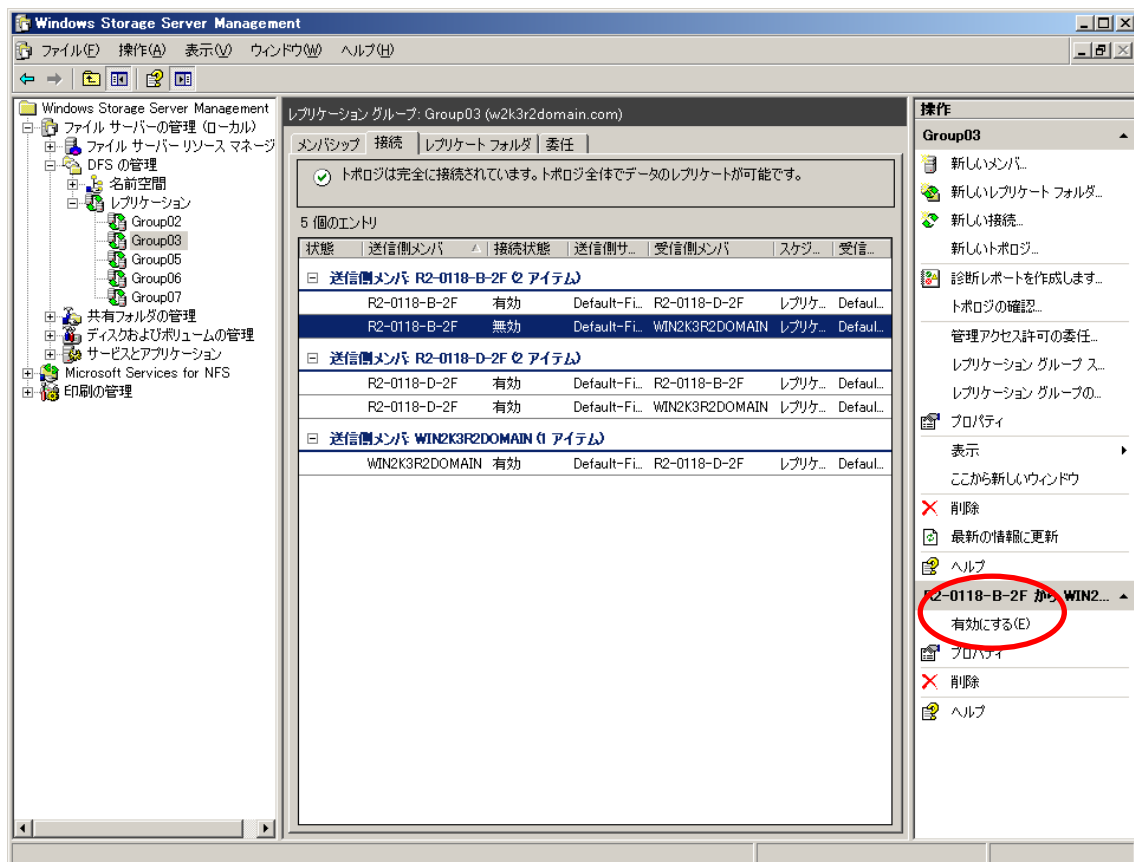 Windows Storage Server Management
ファイル(F) 操作(A) 表示(V) ウィンドウ(W) ヘルプ(H)
Windows Storage Server Management
ファイル サーバーの管理 (ローカル)
ファイル サーバー リソース マネージ
DFS の管理
名前空間
レプリケーション
Group02
Group03
Group05
Group06
Group07
共有フォルダの管理
ディスクおよびボリュームの管理
サービスとアプリケーション
Microsoft Services for NFS
印刷の管理
レプリケーション グループ: Group03 (w2k3r2domain.com)
メンバシップ 接続 レプリケート フォルダ 委任
トポロジは完全に接続されています。トポロジ全体でデータのレプリケートが可能です。
5 個のエントリ
状態 送信側メンバ 接続状態 送信側サ... 受信側メンバ スケジ... 受信...
送信側メンバ: R2-0118-B-2F (2 アイテム)
R2-0118-B-2F 有効 Default-Fi... R2-0118-D-2F レプリケ... Defaul...
R2-0118-B-2F 無効 Default-Fi... WIN2K3R2DOMAIN レプリケ... Defaul...
送信側メンバ: R2-0118-D-2F (2 アイテム)
R2-0118-D-2F 有効 Default-Fi... R2-0118-B-2F レプリケ... Defaul...
R2-0118-D-2F 有効 Default-Fi... WIN2K3R2DOMAIN レプリケ... Defaul...
送信側メンバ: WIN2K3R2DOMAIN (1 アイテム)
WIN2K3R2DOMAIN 有効 Default-Fi... R2-0118-D-2F レプリケ... Defaul...
操作
Group03
新しいメンバ...
新しいレプリケート フォルダ...
新しい接続...
新しいトポロジ...
診断レポートを作成します...
トポロジの確認...
管理アクセス許可の委任...
レプリケーション グループ ス...
レプリケーション グループの...
プロパティ
表示
ここから新しいウィンドウ
削除
最新の情報に更新
ヘルプ
R2-0118-B-2F から WIN2...
有効にする(E)
プロパティ
削除
ヘルプ